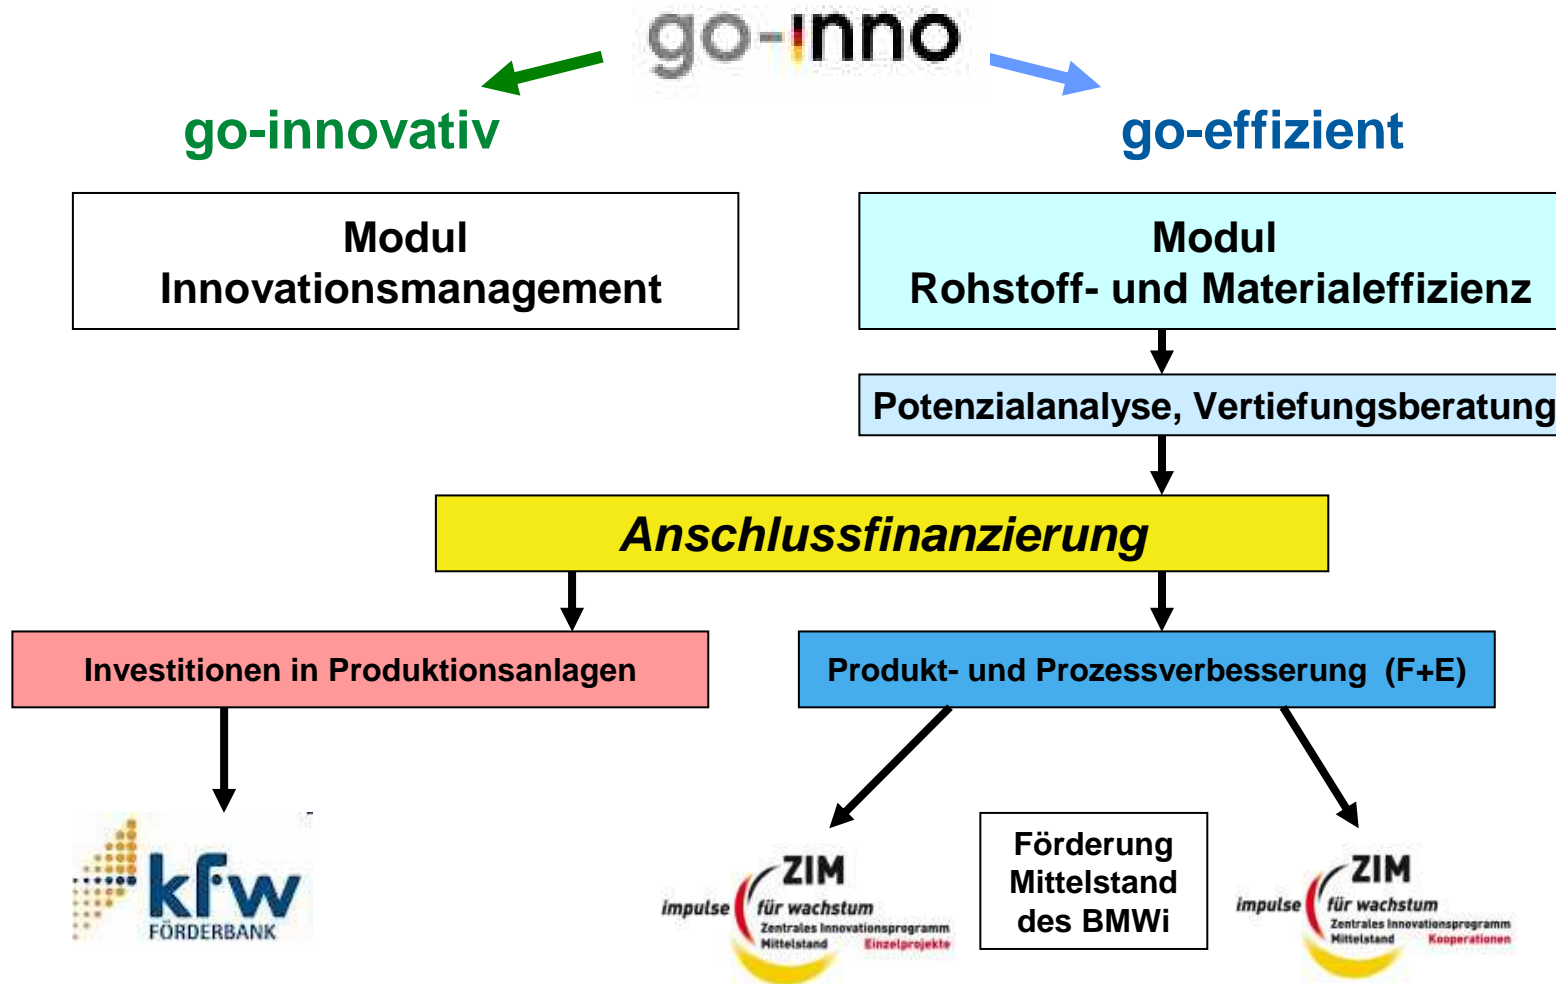 go-inno
go-innovativ
go-effizient
Modul
Innovationsmanagement
Modul
Rohstoff- und Materialeffizienz
Potenzialanalyse, Vertiefungsberatung
Anschlussfinanzierung
Investitionen in Produktionsanlagen
Produkt- und Prozessverbesserung (F+E)
kfw
FÖRDERBANK
ZIM
impulse für wachstum
Zentrales Innovationsprogramm
Mittelstand Einzelprojekte
Förderung
Mittelstand
des BMWi
ZIM
impulse für wachstum
Zentrales Innovationsprogramm
Mittelstand Kooperationen